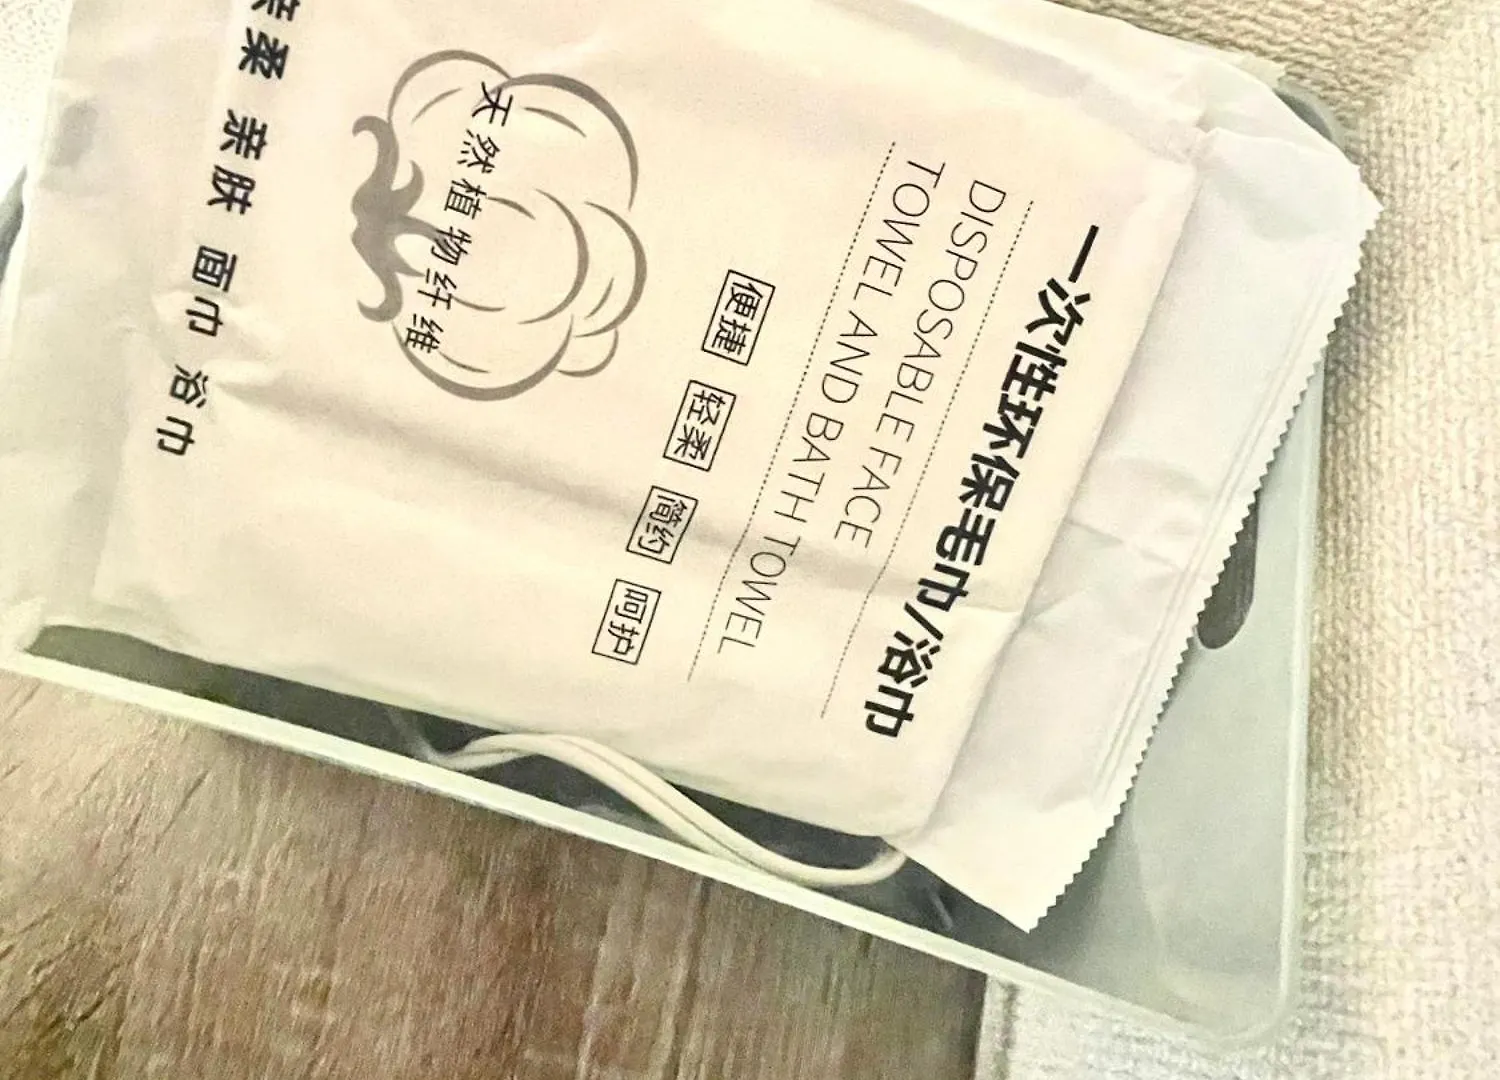 一次性环保毛巾/浴巾
DISPOSABLE FACE
TOWEL AND BATH TOWEL
便捷 轻柔 简约 呵护
天然植物纤维
柔 亲肤 面巾 浴巾